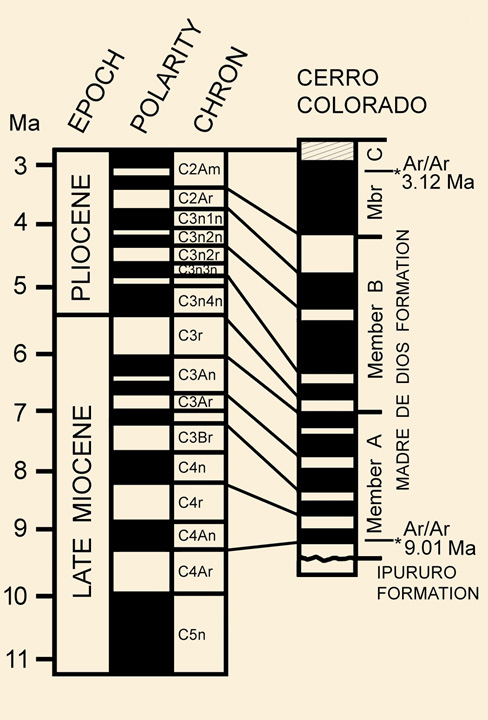 Ma
EPOCH
POLARITY
CHRON
3
4
5
6
7
8
9
10
11
PLIOCENE
LATE MIOCENE
C2Am
C2Ar
C3n1n
C3n2n
C3n2r
C3n3n
C3n4n
C3r
C3An
C3Ar
C3Br
C4n
C4r
C4An
C4Ar
C5n
CERRO
COLORADO
Mbr C
Member B
Member A
MADRE DE DIOS FORMATION
*Ar/Ar
3.12 Ma
*Ar/Ar
9.01 Ma
IPURURO
FORMATION